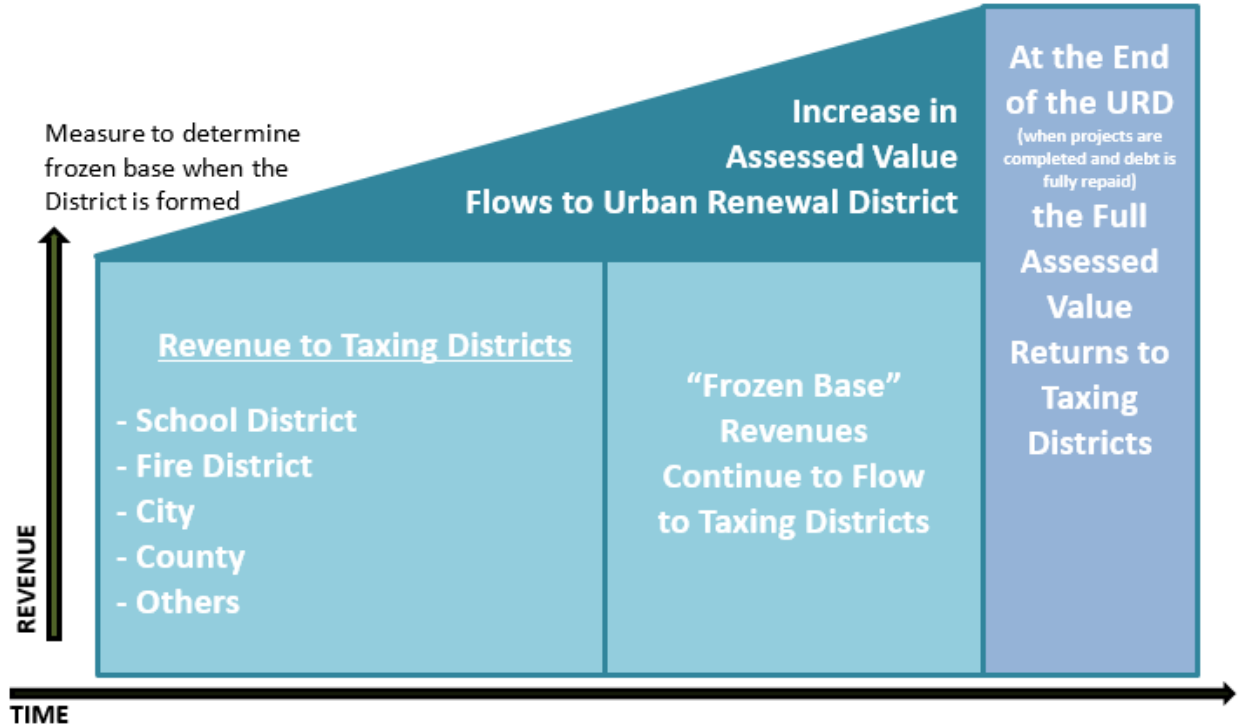 Measure to determine
frozen base when the
District is formed
Increase in
Assessed Value
Flows to Urban Renewal District
At the End
of the URD
(when projects are
completed and debt is
fully repaid)
the Full
Assessed
Value
Returns to
Taxing
Districts
Revenue to Taxing Districts
- School District
- Fire District
- City
- County
- Others
“Frozen Base”
Revenues
Continue to Flow
to Taxing Districts
REVENUE
TIME